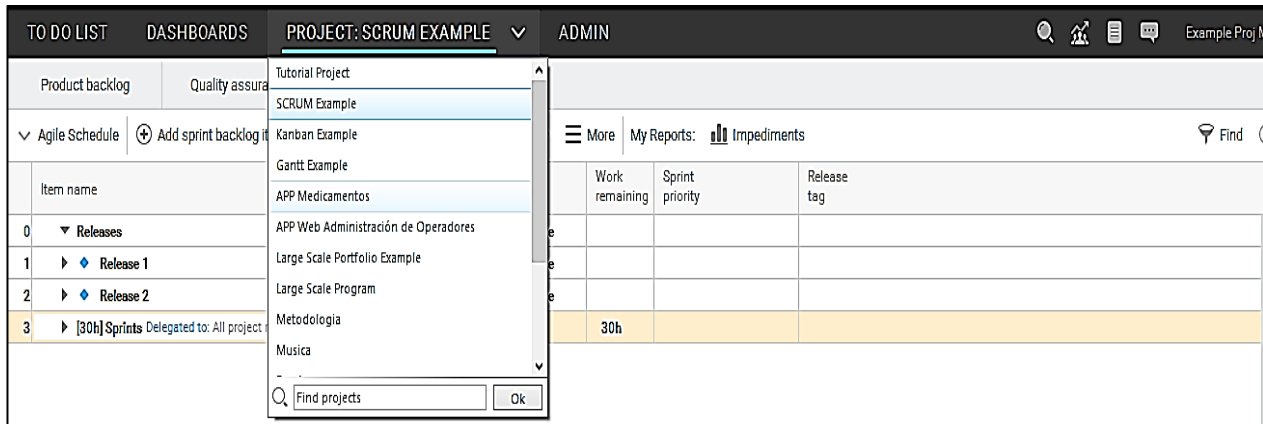 TO DO LIST DASHBOARDS PROJECT: SCRUM EXAMPLE ADMIN Example Proj
Product backlog Quality
Tutorial Project
SCRUM Example
Kanban Example
Gantt Example
APP Medicamentos
APP Web Administración de Operadores
Large Scale Portfolio Example
Large Scale Program
Metodologia
Musica
Find projects Ok
Agile Schedule Add sprint backlog More My Reports: Impediments Find
Item name Work remaining Sprint priority Release tag
0 Releases
1 Release 1
2 Release 2
3 [30h] Sprints Delegated to: All project 30h